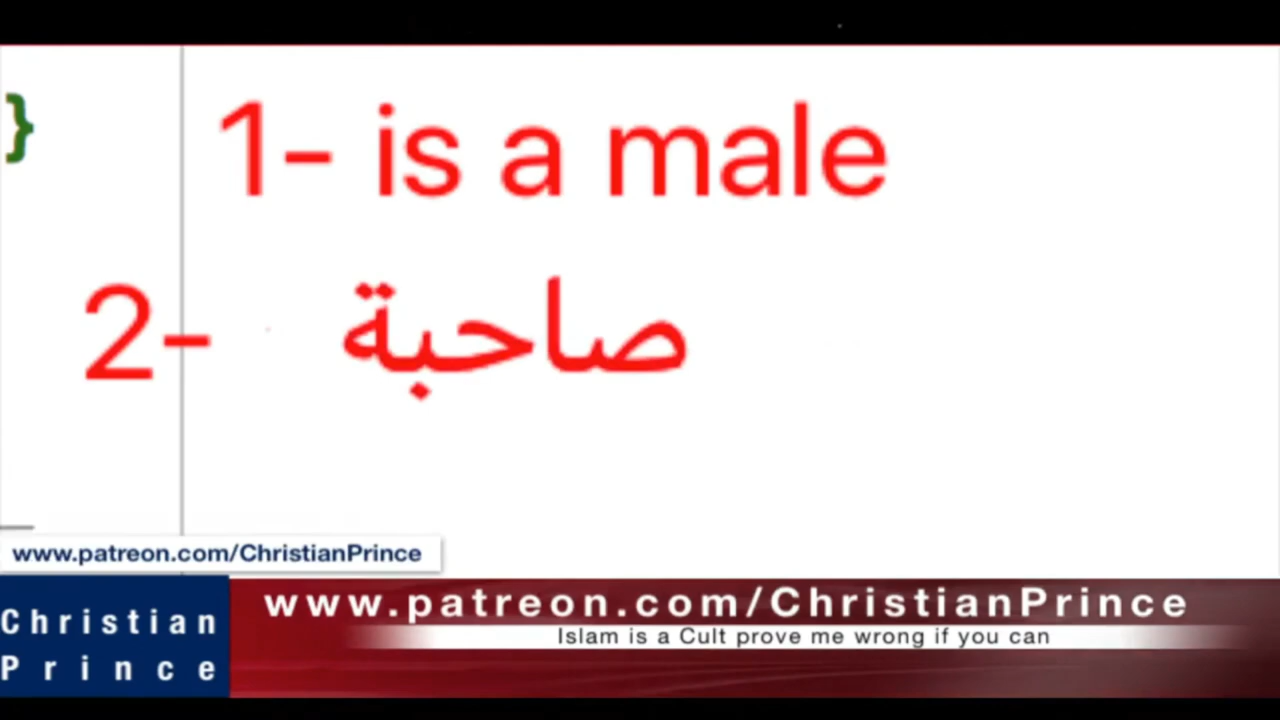 }
1- is a male
2- صاحبة
www.patreon.com/ChristianPrince
Christian
Prince
www.patreon.com/ChristianPrince
Islam is a Cult prove me wrong if you can